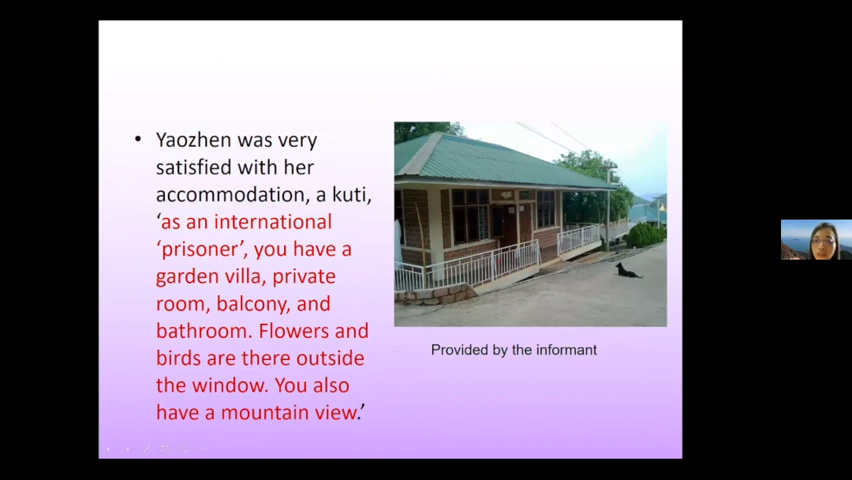 • Yaozhen was very
satisfied with her
accommodation, a kuti,
‘as an international
‘prisoner’, you have a
garden villa, private
room, balcony, and
bathroom. Flowers and
birds are there outside
the window. You also
have a mountain view.’
Provided by the informant